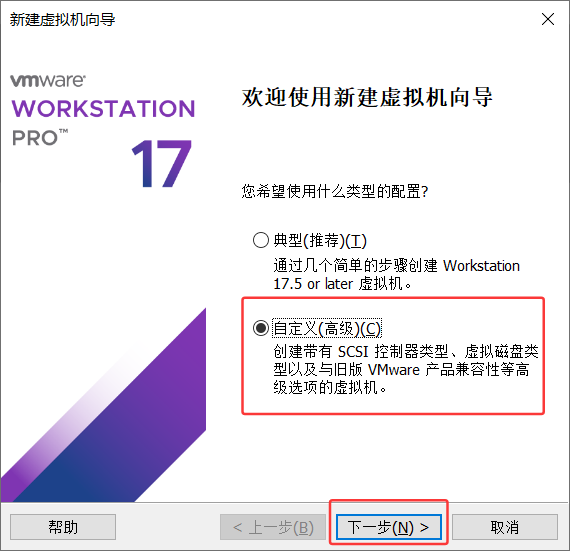 新建虚拟机向导
vmware
WORKSTATION
PRO™
17
欢迎使用新建虚拟机向导
您希望使用什么类型的配置?
典型(推荐)(T)
通过几个简单的步骤创建 Workstation
17.5 or later 虚拟机。
自定义(高级)(C)
创建带有 SCSI 控制器类型、虚拟磁盘类
型以及与旧版 VMware 产品兼容性等高
级选项的虚拟机。
帮助
< 上一步(B)
下一步(N) >
取消